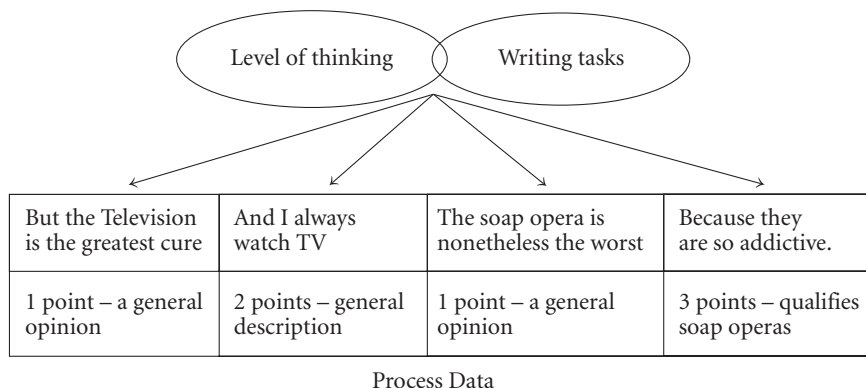 Level of thinking
Writing tasks
But the Television
is the greatest cure
And I always
watch TV
The soap opera is
nonetheless the worst
Because they
are so addictive.
1 point – a general
opinion
2 points – general
description
1 point – a general
opinion
3 points – qualifies
soap operas
Process Data